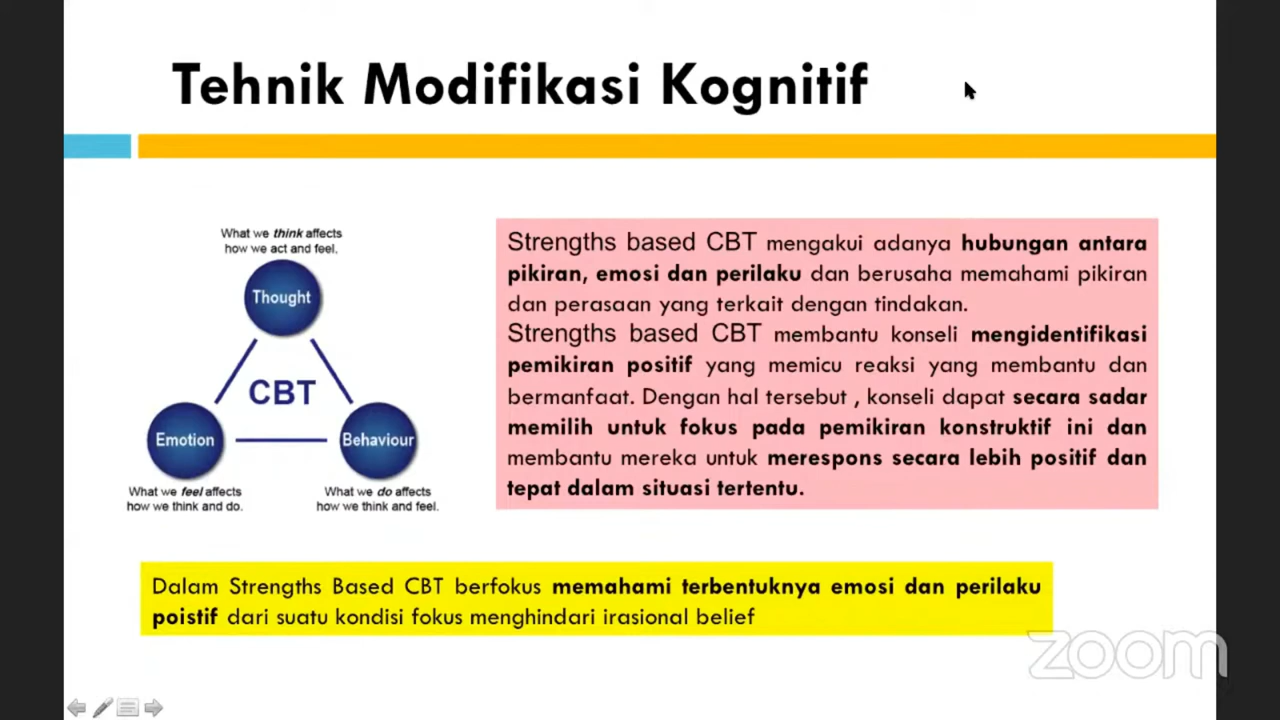 Tehnik Modifikasi Kognitif
What we think affects
how we act and feel.
Thought
CBT
Emotion
Behaviour
What we feel affects
how we think and do.
What we do affects
how we think and feel.
Strengths based CBT mengakui adanya hubungan antara
pikiran, emosi dan perilaku dan berusaha memahami pikiran
dan perasaan yang terkait dengan tindakan.
Strengths based CBT membantu konseli mengidentifikasi
pemikiran positif yang memicu reaksi yang membantu dan
bermanfaat. Dengan hal tersebut , konseli dapat secara sadar
memilih untuk fokus pada pemikiran konstruktif ini dan
membantu mereka untuk merespons secara lebih positif dan
tepat dalam situasi tertentu.
Dalam Strengths Based CBT berfokus memahami terbentuknya emosi dan perilaku
poistif dari suatu kondisi fokus menghindari irasional belief
zoom